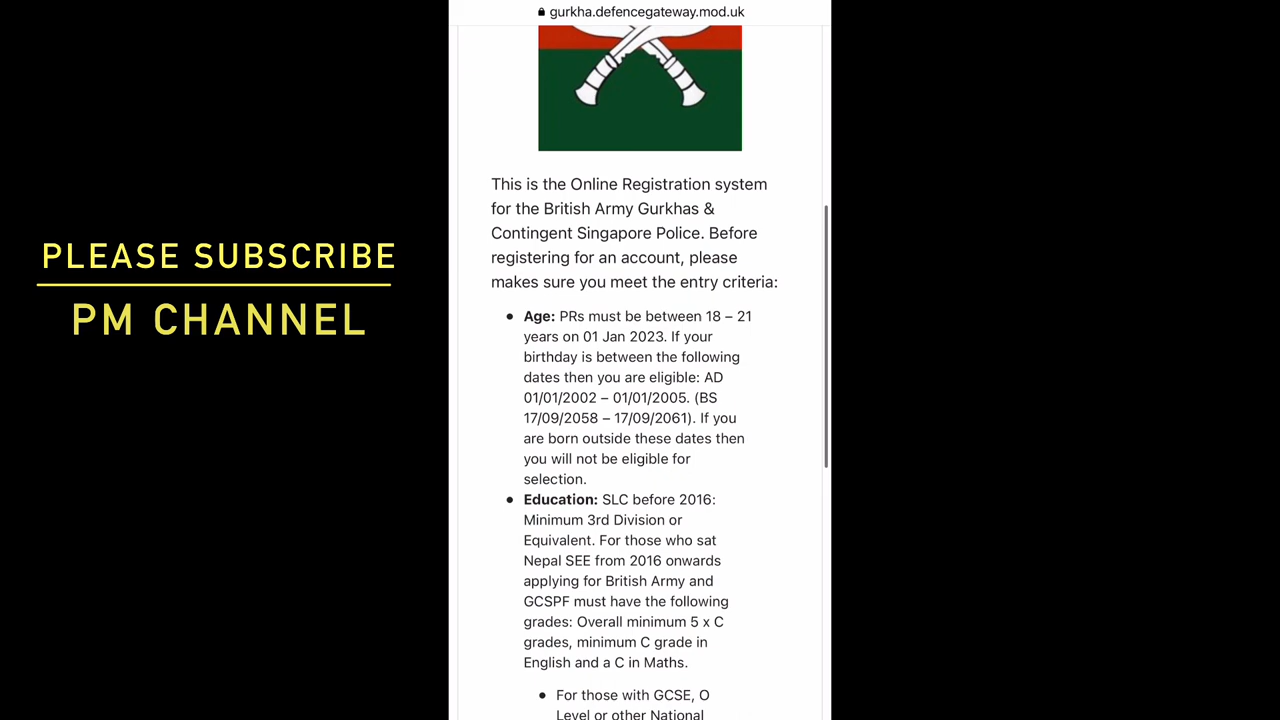 gurkha.defencegateway.mod.uk
PLEASE SUBSCRIBE
PM CHANNEL
This is the Online Registration system
for the British Army Gurkhas &
Contingent Singapore Police. Before
registering for an account, please
makes sure you meet the entry criteria:
Age: PRs must be between 18 – 21
years on 01 Jan 2023. If your
birthday is between the following
dates then you are eligible: AD
01/01/2002 – 01/01/2005. (BS
17/09/2058 – 17/09/2061). If you
are born outside these dates then
you will not be eligible for
selection.
Education: SLC before 2016:
Minimum 3rd Division or
Equivalent. For those who sat
Nepal SEE from 2016 onwards
applying for British Army and
GCSPF must have the following
grades: Overall minimum 5 x C
grades, minimum C grade in
English and a C in Maths.
For those with GCSE, O
Level or other National